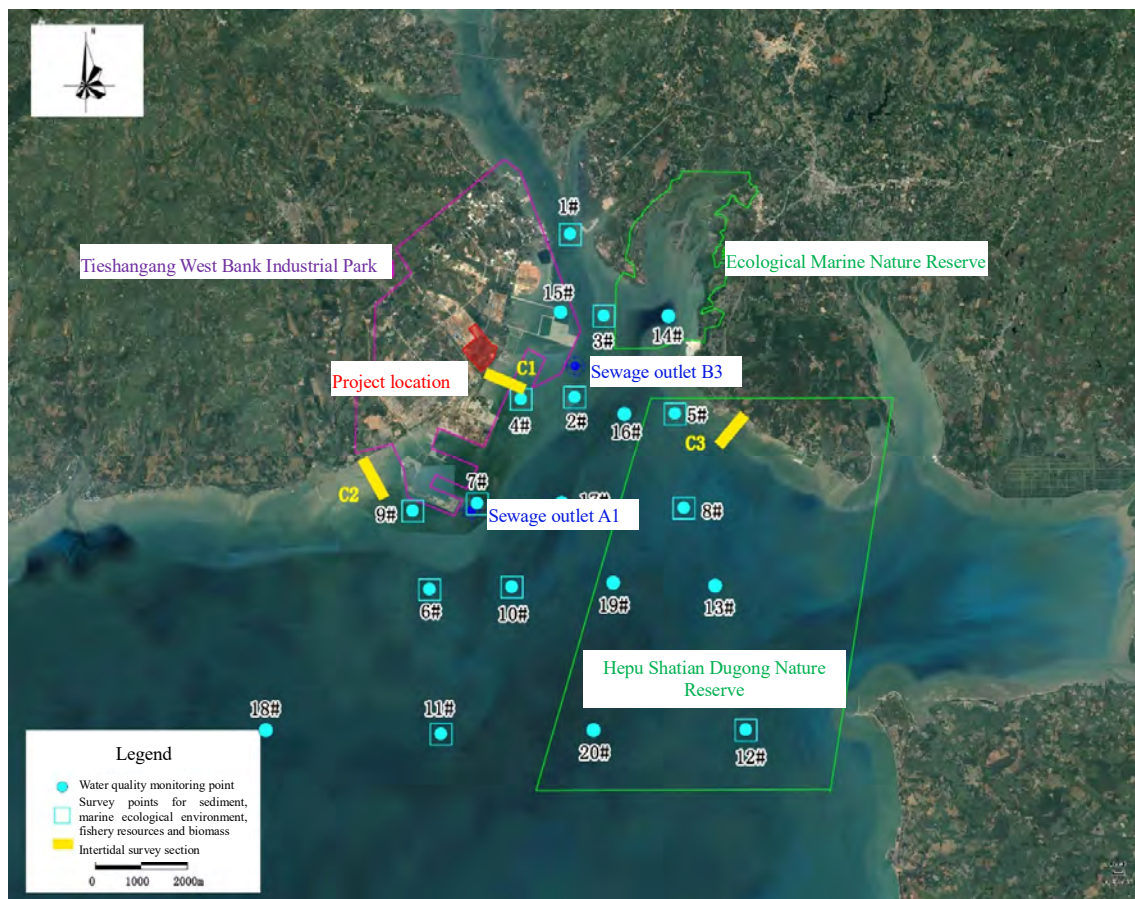 N
1#
Tieshangang West Bank Industrial Park
Ecological Marine Nature Reserve
15#
3#
14#
C1
Sewage outlet B3
Project location
4#
2#
16#
5#
C3
7#
C2
9#
17#
Sewage outlet A1
8#
6#
10#
19#
13#
Hepu Shatian Dugong Nature
Reserve
18#
11#
20#
12#
Legend
Water quality monitoring point
Survey points for sediment,
marine ecological environment,
fishery resources and biomass
Intertidal survey section
0 1000 2000m